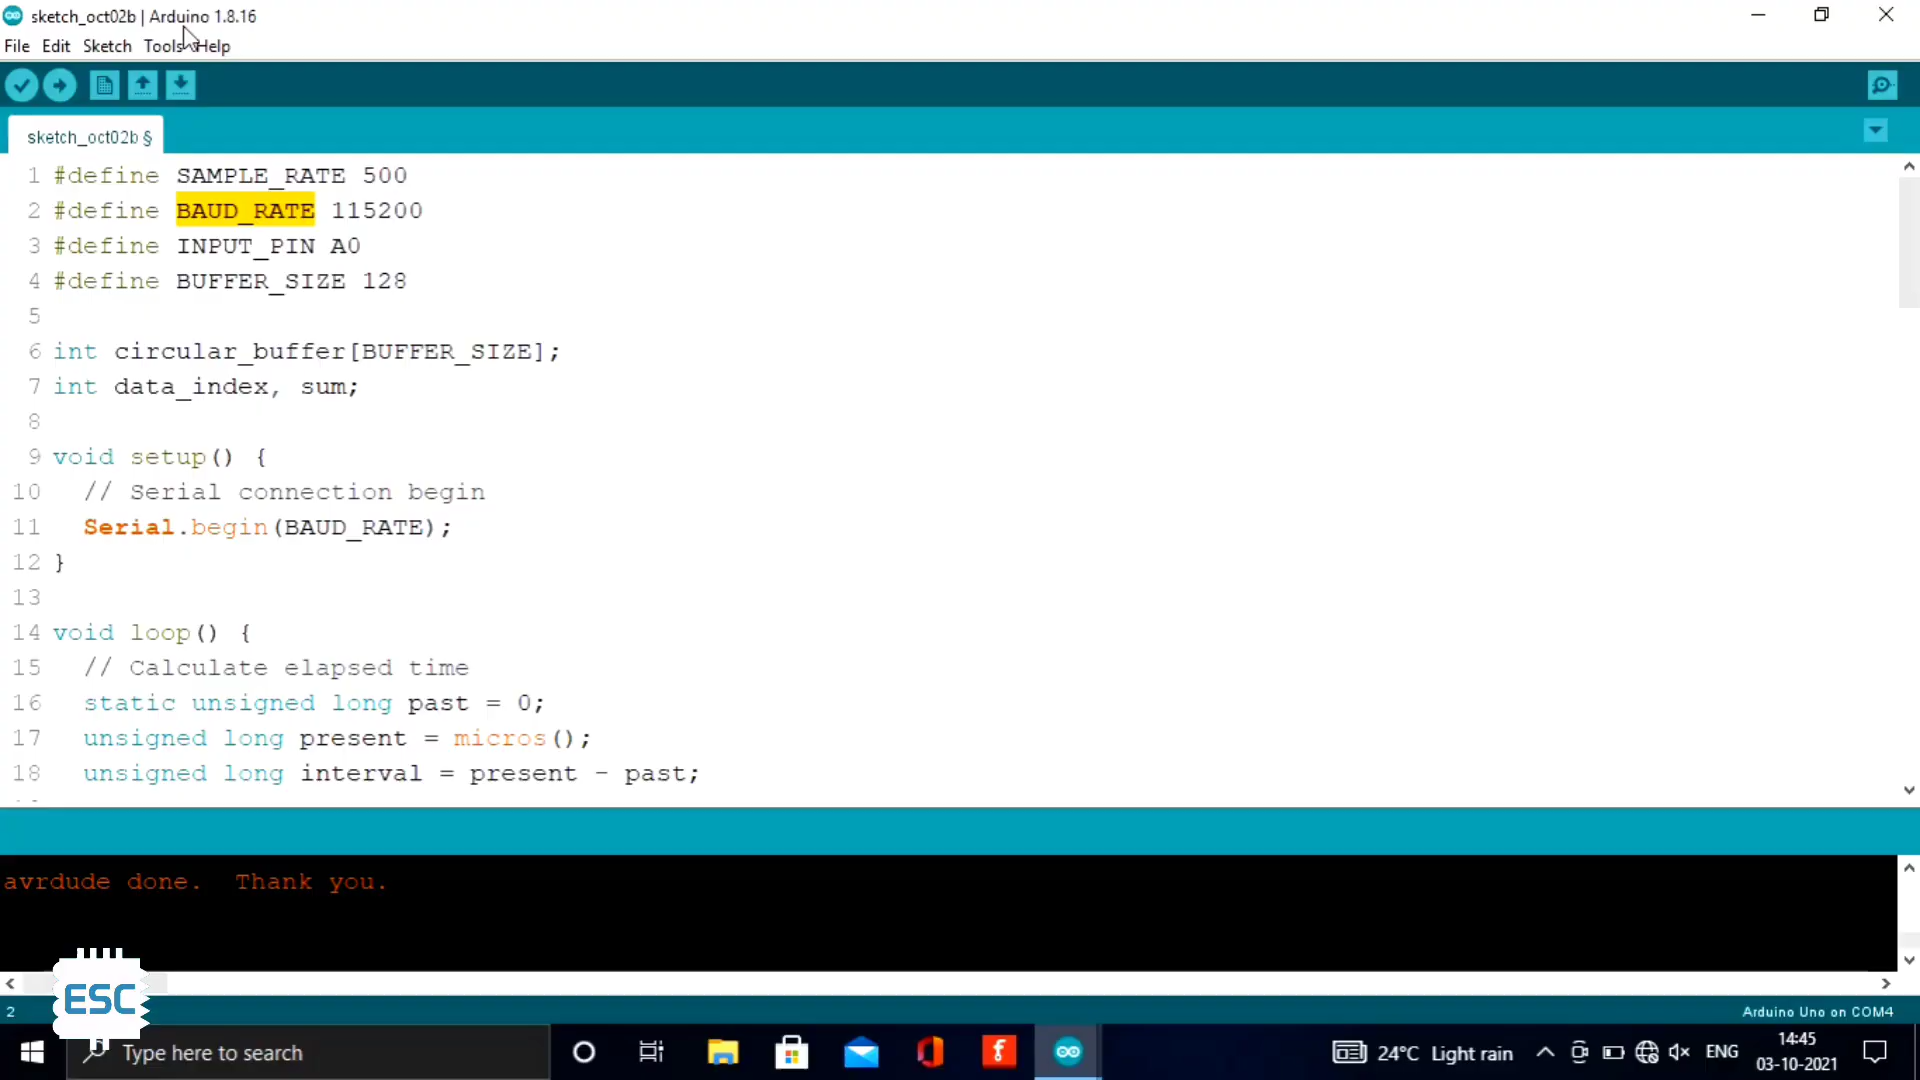 sketch_oct02b | Arduino 1.8.16
File Edit Sketch Tools Help
sketch_oct02b §
1 #define SAMPLE_RATE 500
2 #define BAUD_RATE 115200
3 #define INPUT_PIN A0
4 #define BUFFER_SIZE 128
5
6 int circular_buffer[BUFFER_SIZE];
7 int data_index, sum;
8
9 void setup() {
10 // Serial connection begin
11 Serial.begin(BAUD_RATE);
12 }
13
14 void loop() {
15 // Calculate elapsed time
16 static unsigned long past = 0;
17 unsigned long present = micros();
18 unsigned long interval = present - past;
avrdude done. Thank you.
ESC
2
Arduino Uno on COM4
Type here to search
24°C Light rain
ENG
14:45
03-10-2021